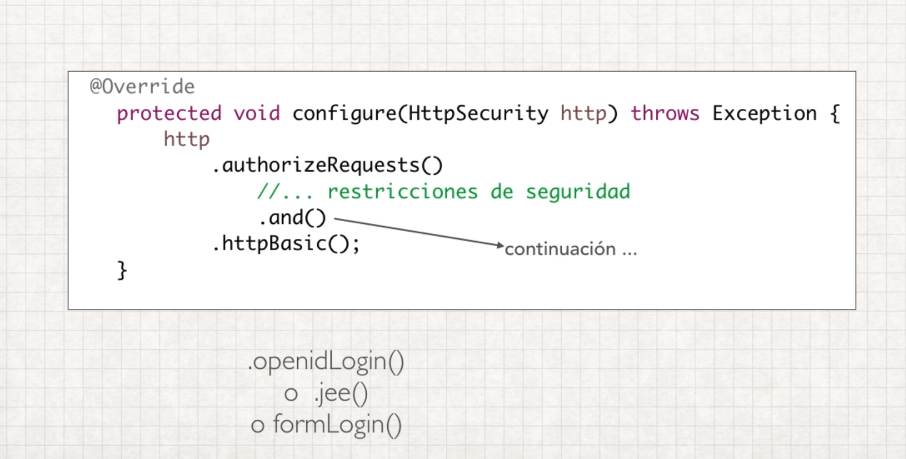 @Override
protected void configure(HttpSecurity http) throws Exception {
http
.authorizeRequests()
//... restricciones de seguridad
.and()
.httpBasic();
continuación ...
}
.openidLogin()
o .jee()
o formLogin()